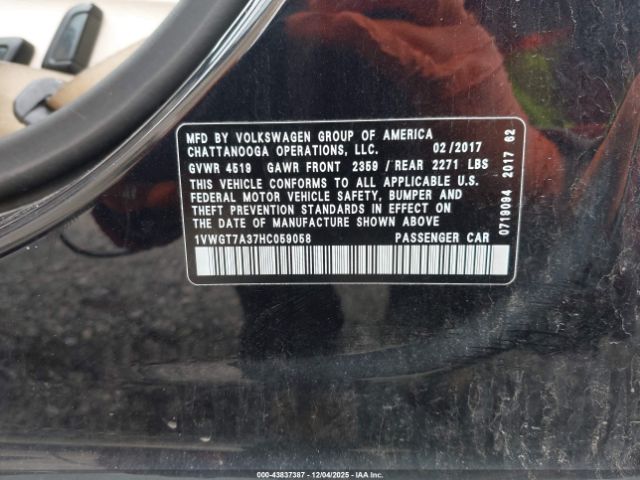 MFD BY VOLKSWAGEN GROUP OF AMERICA
CHATTANOOGA OPERATIONS, LLC. 02/2017
GVWR 4519 GAWR FRONT 2359 / REAR 2271 LBS
THIS VEHICLE CONFORMS TO ALL APPLICABLE U.S.
FEDERAL MOTOR VEHICLE SAFETY, BUMPER AND
THEFT PREVENTION STANDARDS IN EFFECT ON
THE DATE OF MANUFACTURE SHOWN ABOVE
1VWGT7A37HC059058 PASSENGER CAR
0719094 2017 62
000-43837387 - 12/04/2025 - IAA Inc.